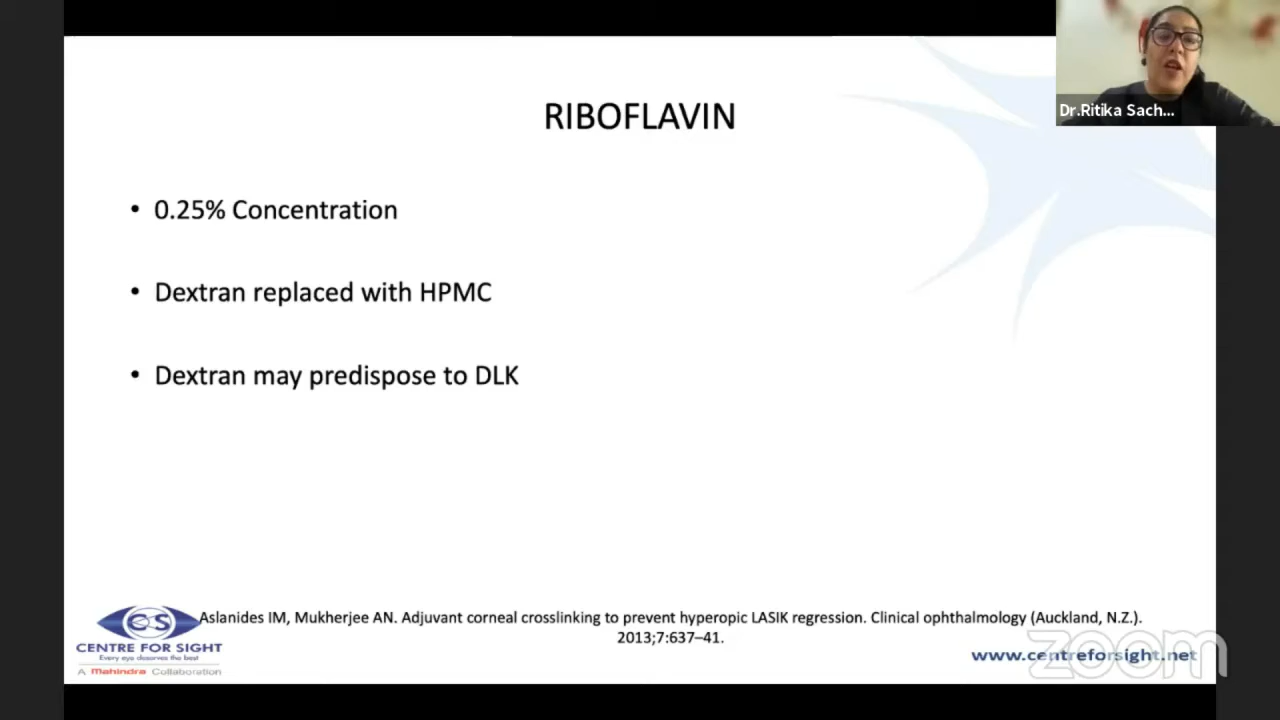 RIBOFLAVIN
Dr.Ritika Sach...
• 0.25% Concentration
• Dextran replaced with HPMC
• Dextran may predispose to DLK
Aslanides IM, Mukherjee AN. Adjuvant corneal crosslinking to prevent hyperopic LASIK regression. Clinical ophthalmology (Auckland, N.Z.).
2013;7:637–41.
CS
CENTRE FOR SIGHT
Every eye deserves the best
A Mahindra Collaboration
www.centreforsight.net
zoom